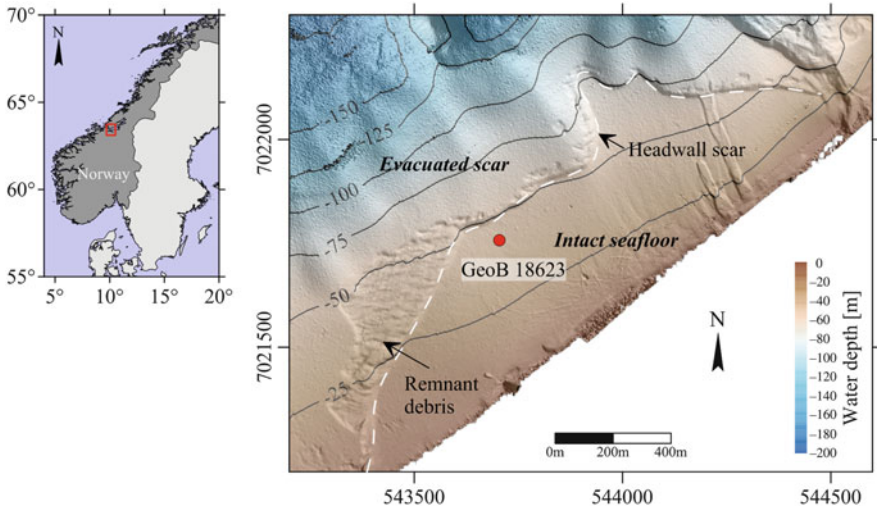 70°
65°
60°
55°
5°
10°
15°
20°
N
Norway
7022000
7021500
543500
544000
544500
-150
-125
-100
-75
-50
-25
Evacuated scar
Headwall scar
Intact seafloor
GeoB 18623
Remnant
debris
N
0m
200m
400m
Water depth [m]
0
–20
–40
–60
–80
–100
–120
–140
–160
–180
–200